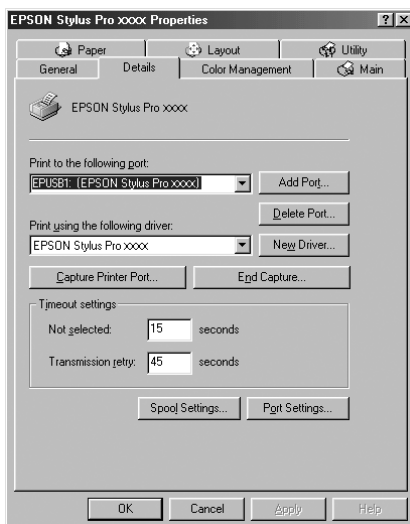 EPSON Stylus Pro xxxx Properties
Paper Layout Utility
General Details Color Management Main
EPSON Stylus Pro xxxx
Print to the following port:
EPUSB1: (EPSON Stylus Pro xxxx) Add Port...
Delete Port...
Print using the following driver:
EPSON Stylus Pro xxxx New Driver...
Capture Printer Port... End Capture...
Timeout settings
Not selected: 15 seconds
Transmission retry: 45 seconds
Spool Settings... Port Settings...
OK Cancel Apply Help